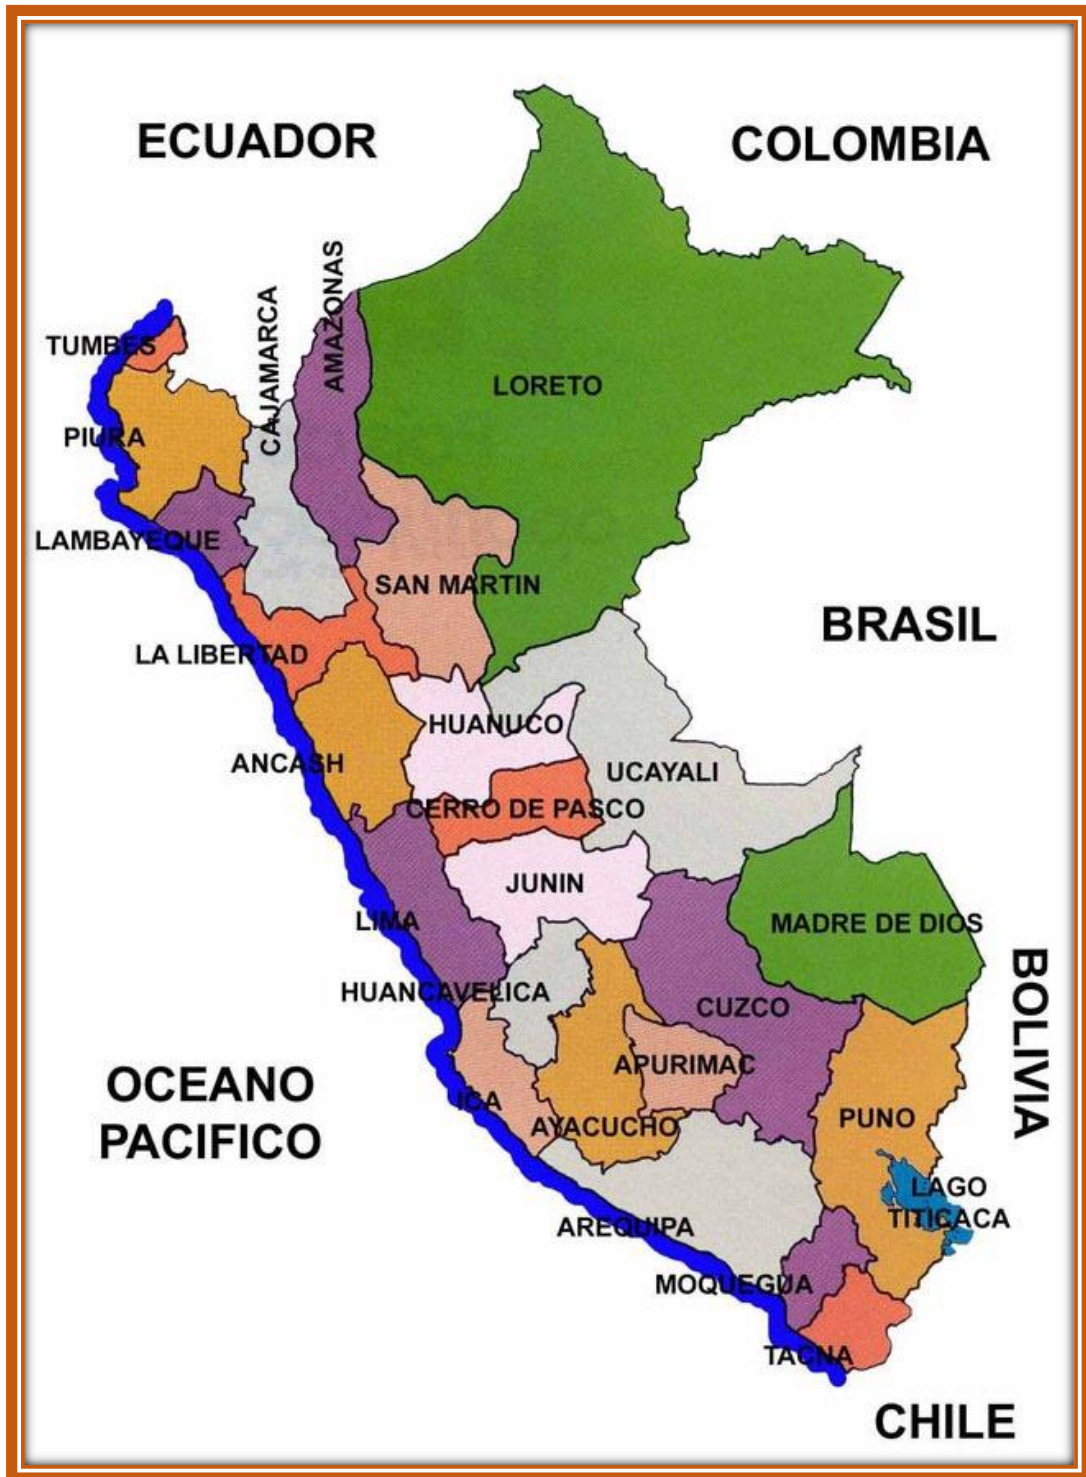 ECUADOR
COLOMBIA
AMAZONAS
CAJAMARCA
TUMBES
LORETO
PIURA
LAMBAYEQUE
SAN MARTIN
BRASIL
LA LIBERTAD
HUANUCO
ANCASH
UCAYALI
CERRO DE PASCO
JUNIN
LIMA
MADRE DE DIOS
HUANCAVELICA
CUZCO
BOLIVIA
APURIMAC
OCEANO
PACIFICO
ICA
AYACUCHO
PUNO
LAGO
TITICACA
AREQUIPA
MOQUEGUA
TACNA
CHILE